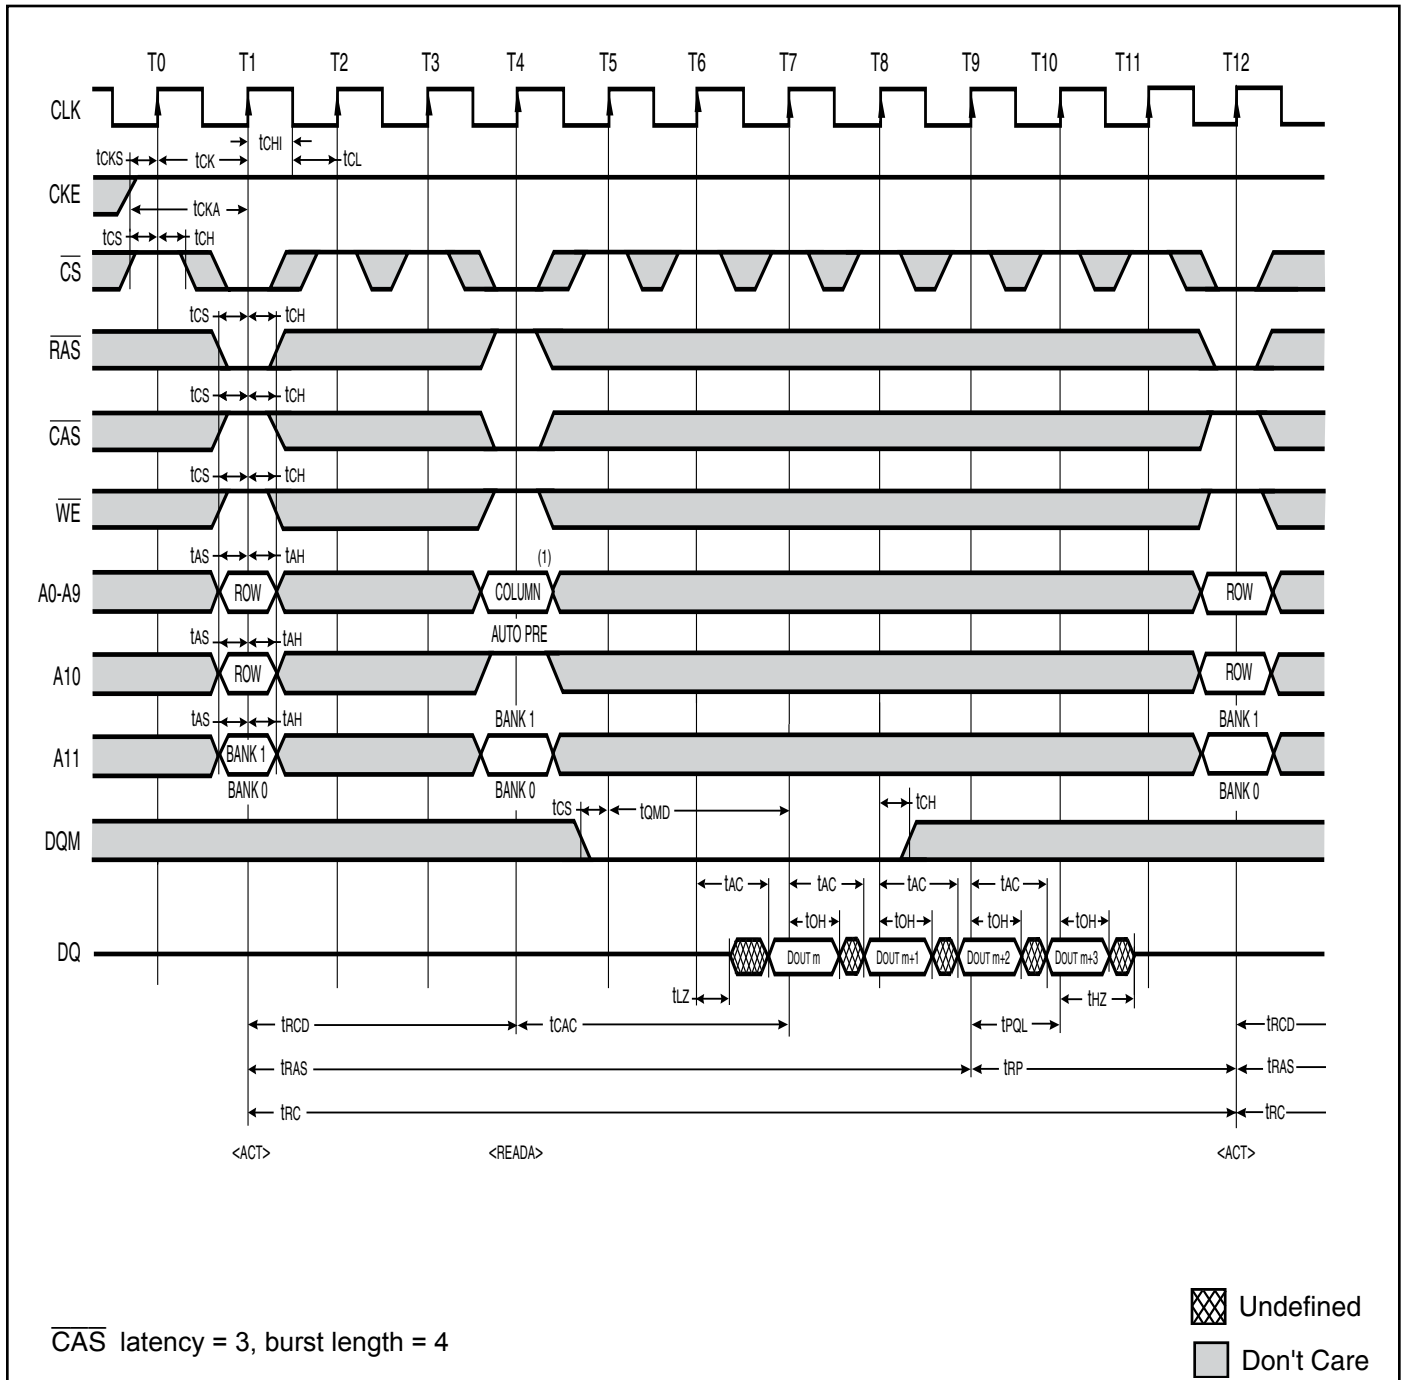 T0 T1 T2 T3 T4 T5 T6 T7 T8 T9 T10 T11 T12
CLK
tCHI
tCKS tCK tCL
CKE
tCKA
tCS tCH
CS
tCS tCH
RAS
tCS tCH
CAS
tCS tCH
WE
tAS tAH (1)
A0-A9 ROW COLUMN ROW
tAS tAH AUTO PRE
A10 ROW ROW
tAS tAH BANK 1 BANK 1
A11 BANK 1
BANK 0 BANK 0 BANK 0
tCS tQMD tCH
DQM
tAC tAC tAC tAC
tOH tOH tOH tOH
DQ DOUT m DOUT m+1 DOUT m+2 DOUT m+3
tLZ tHZ
tRCD tCAC tPQL tRCD
tRAS tRP tRAS
tRC tRC
<ACT> <READA> <ACT>
Undefined
CAS latency = 3, burst length = 4
Don't Care